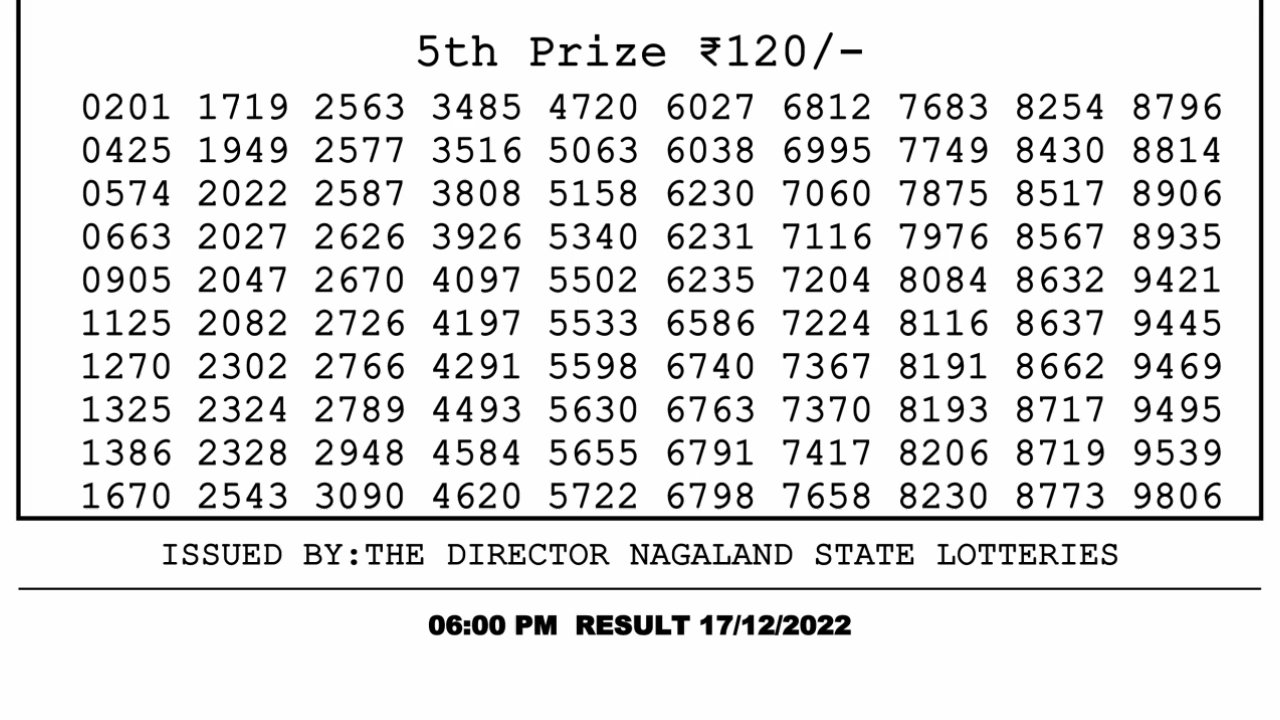 5th Prize ₹120/-
0201 1719 2563 3485 4720 6027 6812 7683 8254 8796
0425 1949 2577 3516 5063 6038 6995 7749 8430 8814
0574 2022 2587 3808 5158 6230 7060 7875 8517 8906
0663 2027 2626 3926 5340 6231 7116 7976 8567 8935
0905 2047 2670 4097 5502 6235 7204 8084 8632 9421
1125 2082 2726 4197 5533 6586 7224 8116 8637 9445
1270 2302 2766 4291 5598 6740 7367 8191 8662 9469
1325 2324 2789 4493 5630 6763 7370 8193 8717 9495
1386 2328 2948 4584 5655 6791 7417 8206 8719 9539
1670 2543 3090 4620 5722 6798 7658 8230 8773 9806
ISSUED BY:THE DIRECTOR NAGALAND STATE LOTTERIES
06:00 PM RESULT 17/12/2022